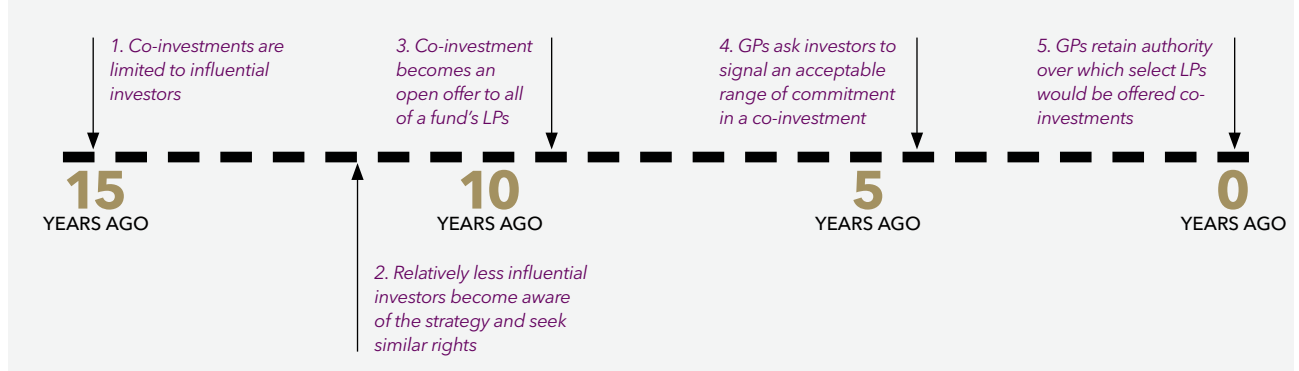 1. Co-investments are
limited to influential
investors
3. Co-investment
becomes an
open offer to all
of a fund's LPs
4. GPs ask investors to
signal an acceptable
range of commitment
in a co-investment
5. GPs retain authority
over which select LPs
would be offered co-
investments
15
YEARS AGO
10
YEARS AGO
5
YEARS AGO
0
YEARS AGO
2. Relatively less influential
investors become aware
of the strategy and seek
similar rights